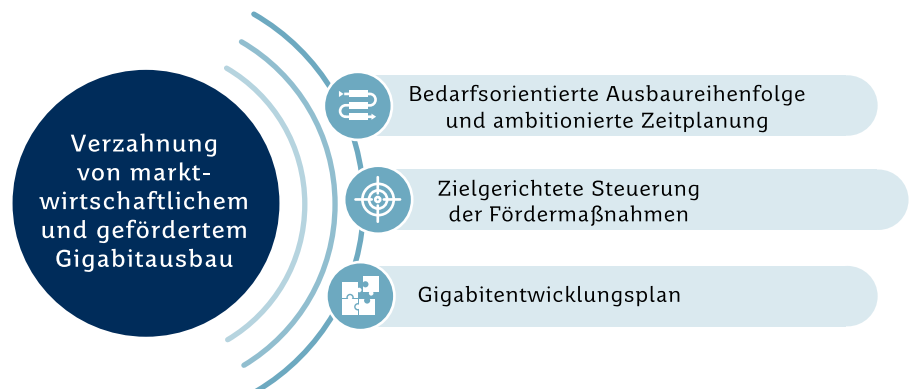 Verzahnung
von markt-
wirtschaftlichem
und gefördertem
Gigabitausbau
Bedarfsorientierte Ausbaureihenfolge
und ambitionierte Zeitplanung
Zielgerichtete Steuerung
der Fördermaßnahmen
Gigabitentwicklungsplan